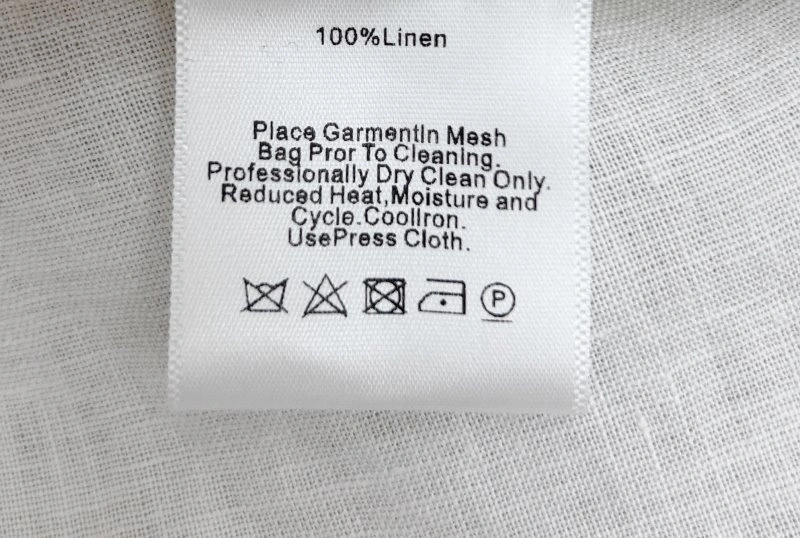 100%Linen
Place GarmentIn Mesh
Bag Pror To Cleaning.
Professionally Dry Clean Only.
Reduced Heat,Moisture and
Cycle.CoolIron.
UsePress Cloth.
P